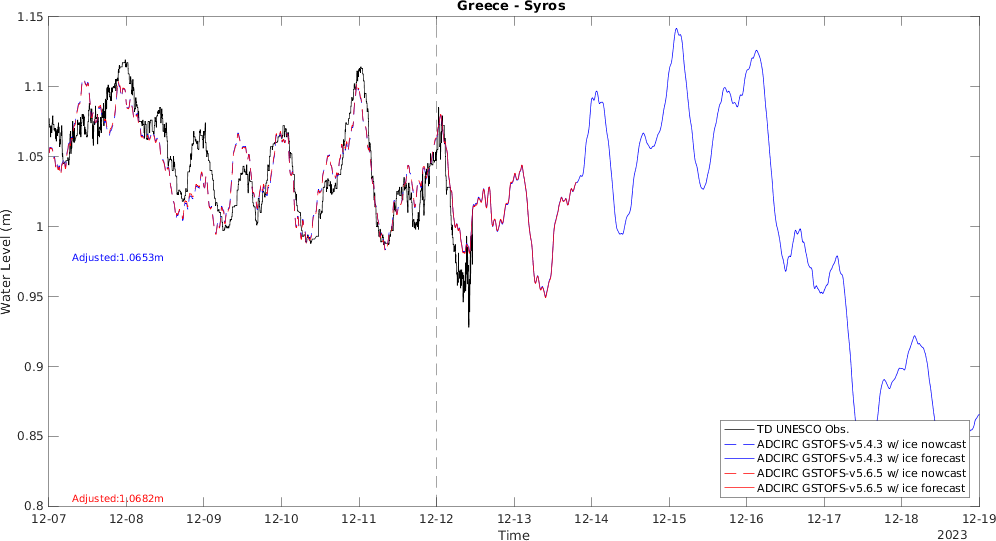 Greece - Syros
1.15
1.1
1.05
1
0.95
0.9
0.85
0.8
Water Level (m)
Adjusted:1.0653m
Adjusted:1.0682m
TD UNESCO Obs.
ADCIRC GSTOFS-v5.4.3 w/ ice nowcast
ADCIRC GSTOFS-v5.4.3 w/ ice forecast
ADCIRC GSTOFS-v5.6.5 w/ ice nowcast
ADCIRC GSTOFS-v5.6.5 w/ ice forecast
12-07 12-08 12-09 12-10 12-11 12-12 12-13 12-14 12-15 12-16 12-17 12-18 12-19
Time
2023